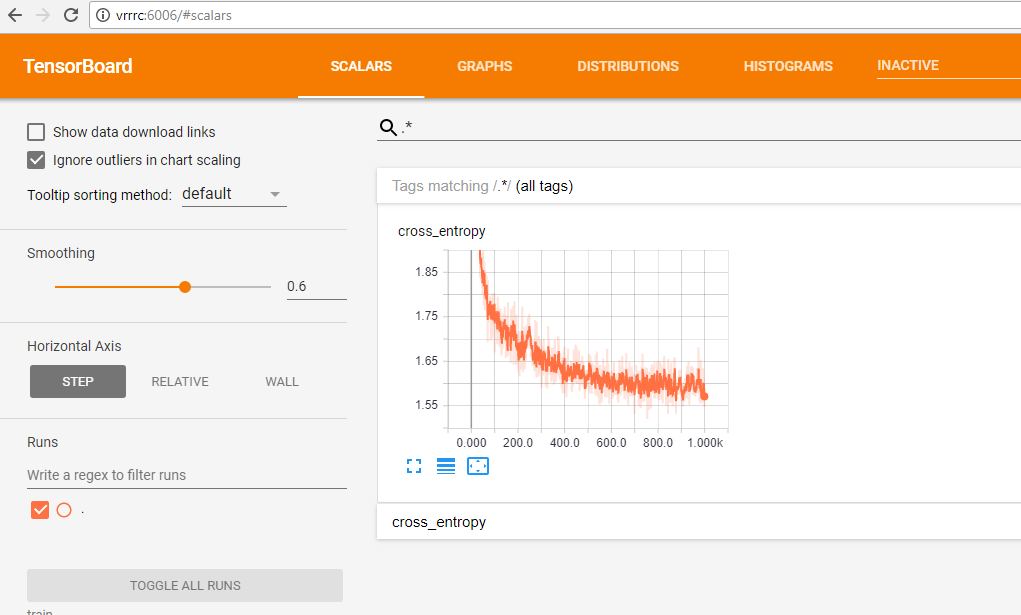 vrrrc:6006/#scalars
TensorBoard SCALARS GRAPHS DISTRIBUTIONS HISTOGRAMS INACTIVE
Show data download links
Ignore outliers in chart scaling
Tooltip sorting method: default
Smoothing
0.6
Horizontal Axis
STEP RELATIVE WALL
Runs
Write a regex to filter runs
.
TOGGLE ALL RUNS
train
.*
Tags matching /.*/ (all tags)
cross_entropy
1.85
1.75
1.65
1.55
0.000 200.0 400.0 600.0 800.0 1.000k
cross_entropy